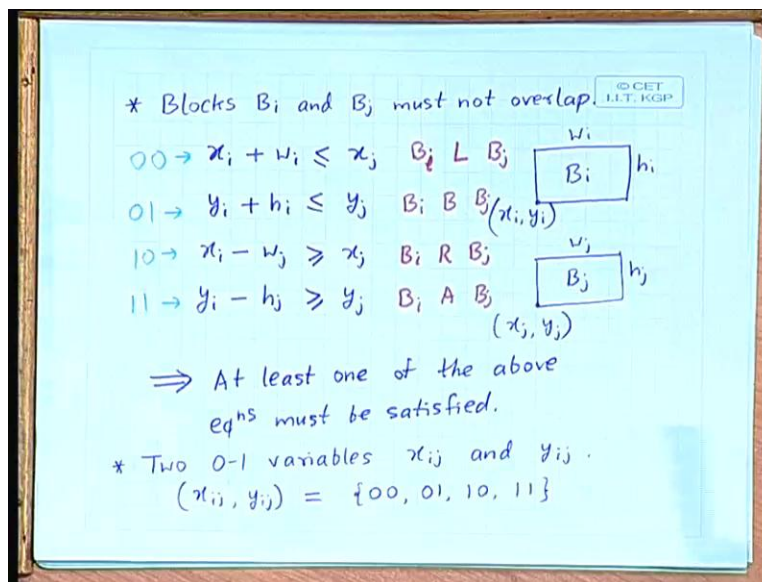 * Blocks Bi and Bj must not overlap.
© CET
I.I.T. KGP
00 → xi + wi ≤ xj Bi L Bj
01 → yi + hi ≤ yj Bi B Bj
10 → xi − wj ≥ xj Bi R Bj
11 → yi − hj ≥ yj Bi A Bj
wi
Bi hi
(xi, yi)
wj
Bj hj
(xj, yj)
⇒ At least one of the above
eqns must be satisfied.
* Two 0-1 variables xij and yij .
(xij, yij) = {00, 01, 10, 11}